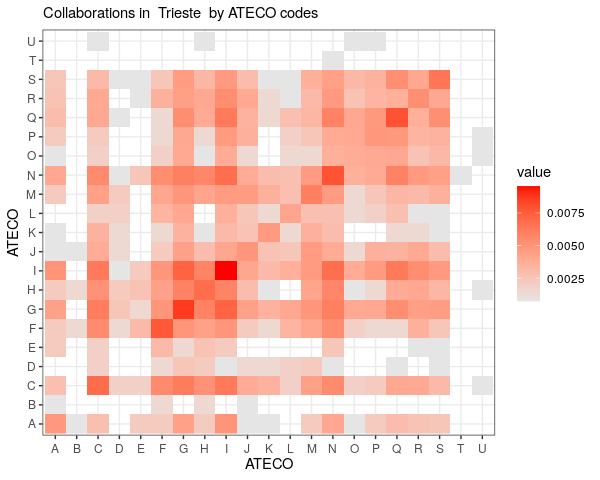 Collaborations in  Trieste  by ATECO codes
U
T
S
R
Q
P
O
N
M
L
K
J
I
H
G
F
E
D
C
B
A
ATECO
A B C D E F G H I J K L M N O P Q R S T U
ATECO
value
0.0075
0.0050
0.0025